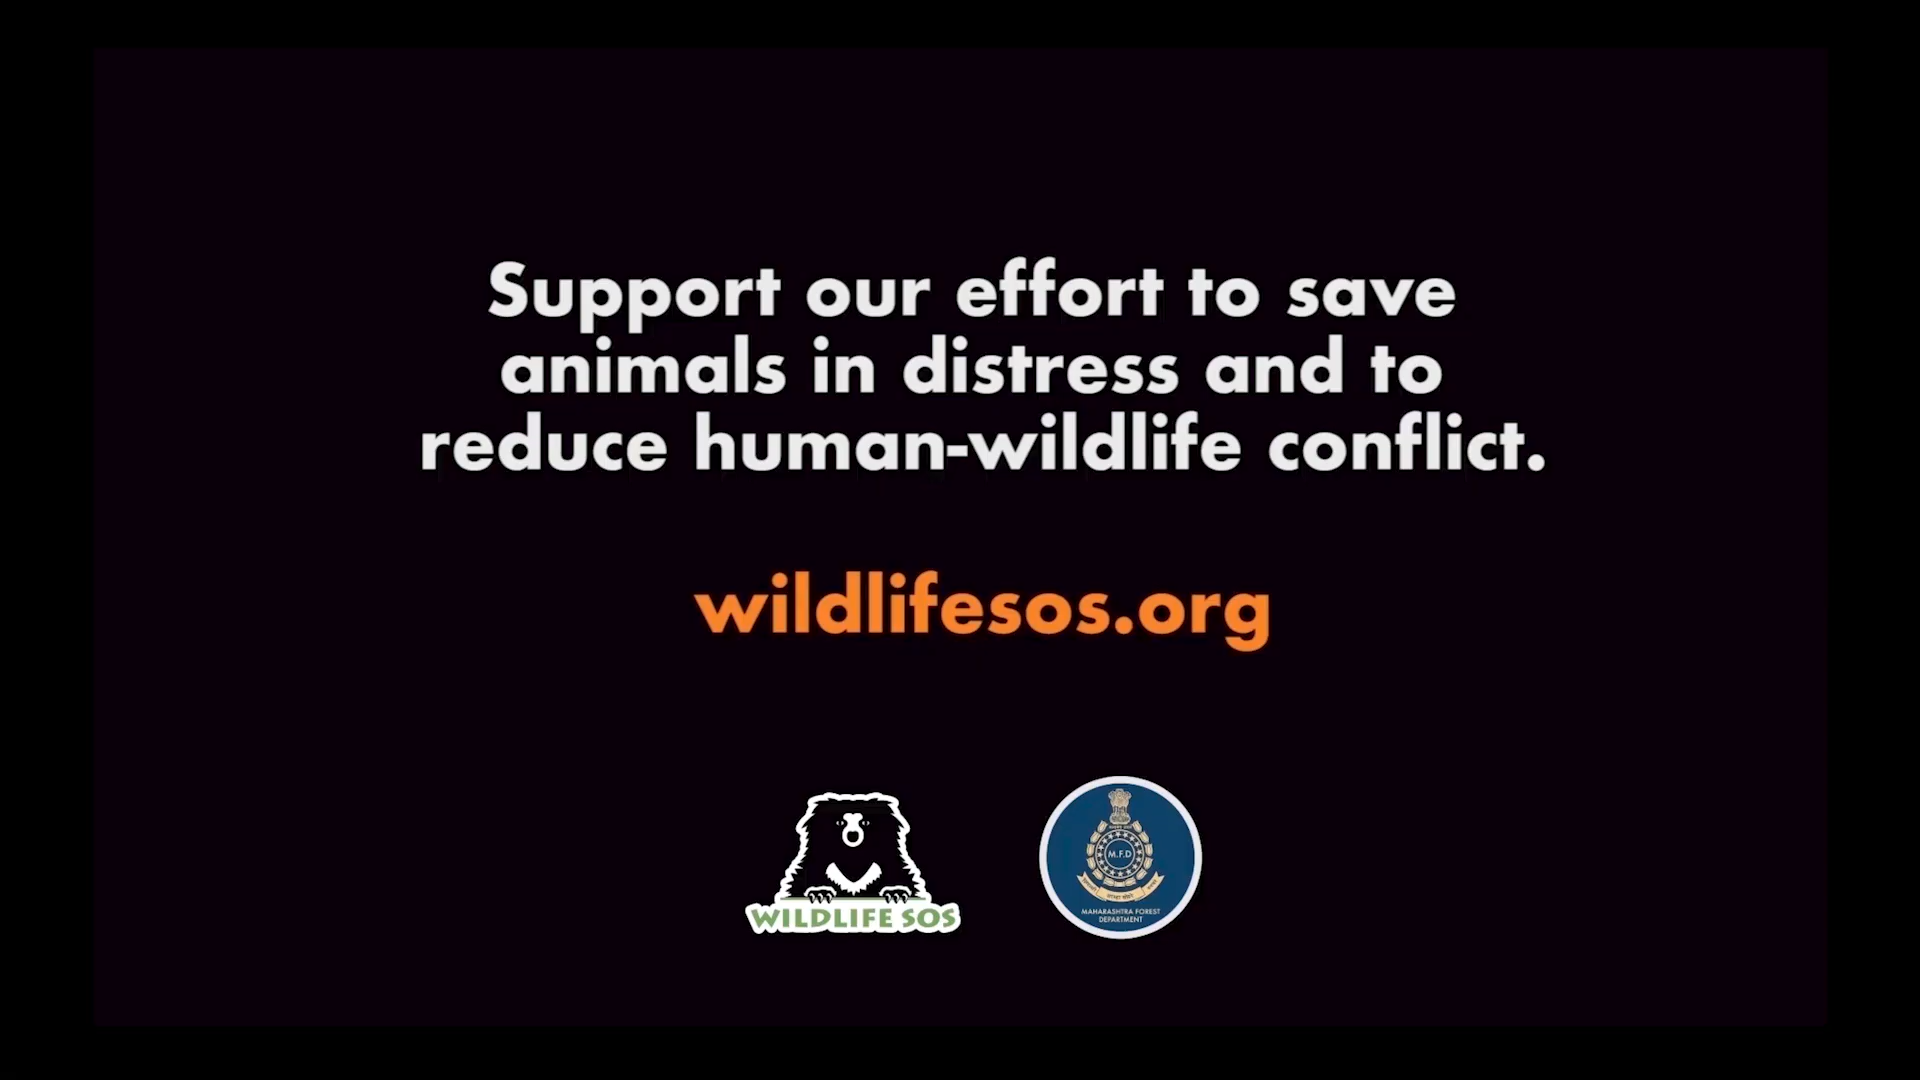 Support our effort to save
animals in distress and to
reduce human-wildlife conflict.
wildlifesos.org
WILDLIFE SOS
M.F.D
MAHARASHTRA FOREST
DEPARTMENT